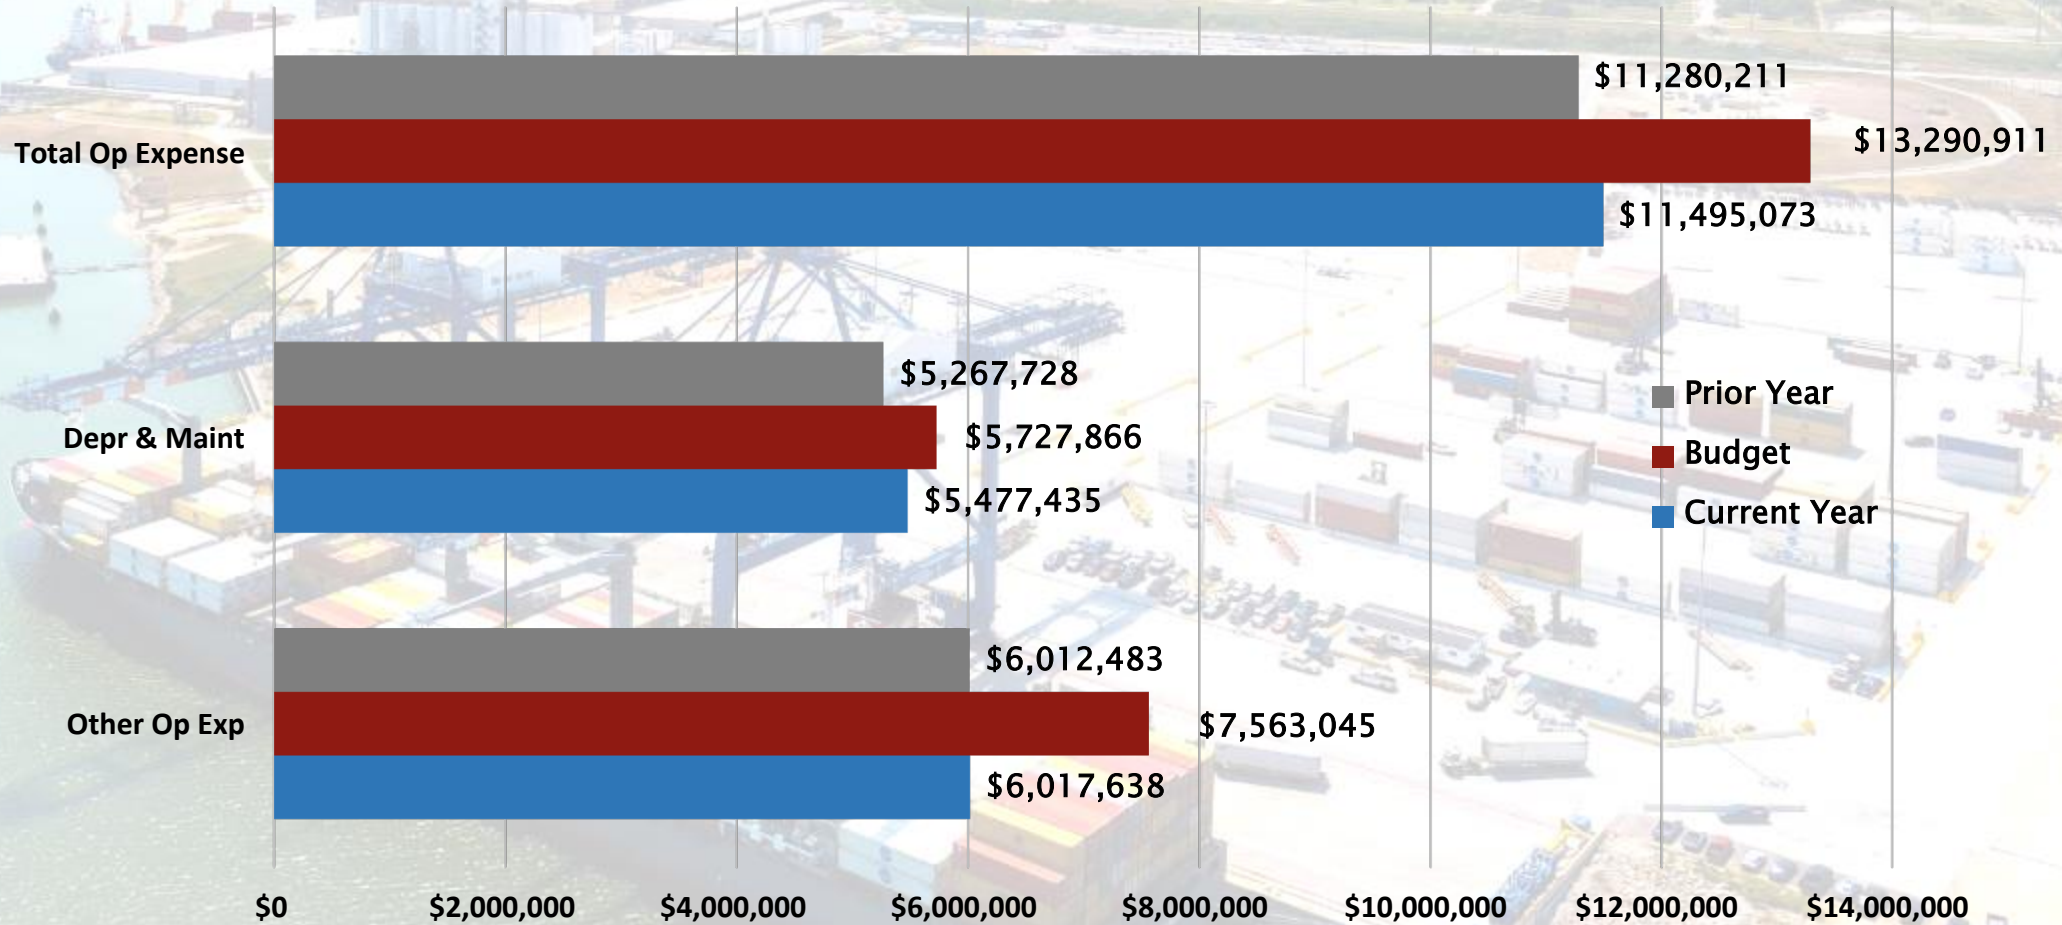 $11,280,211
Total Op Expense
$13,290,911
$11,495,073
$5,267,728
Depr & Maint
$5,727,866
$5,477,435
Prior Year
Budget
Current Year
$6,012,483
Other Op Exp
$7,563,045
$6,017,638
$0 $2,000,000 $4,000,000 $6,000,000 $8,000,000 $10,000,000 $12,000,000 $14,000,000